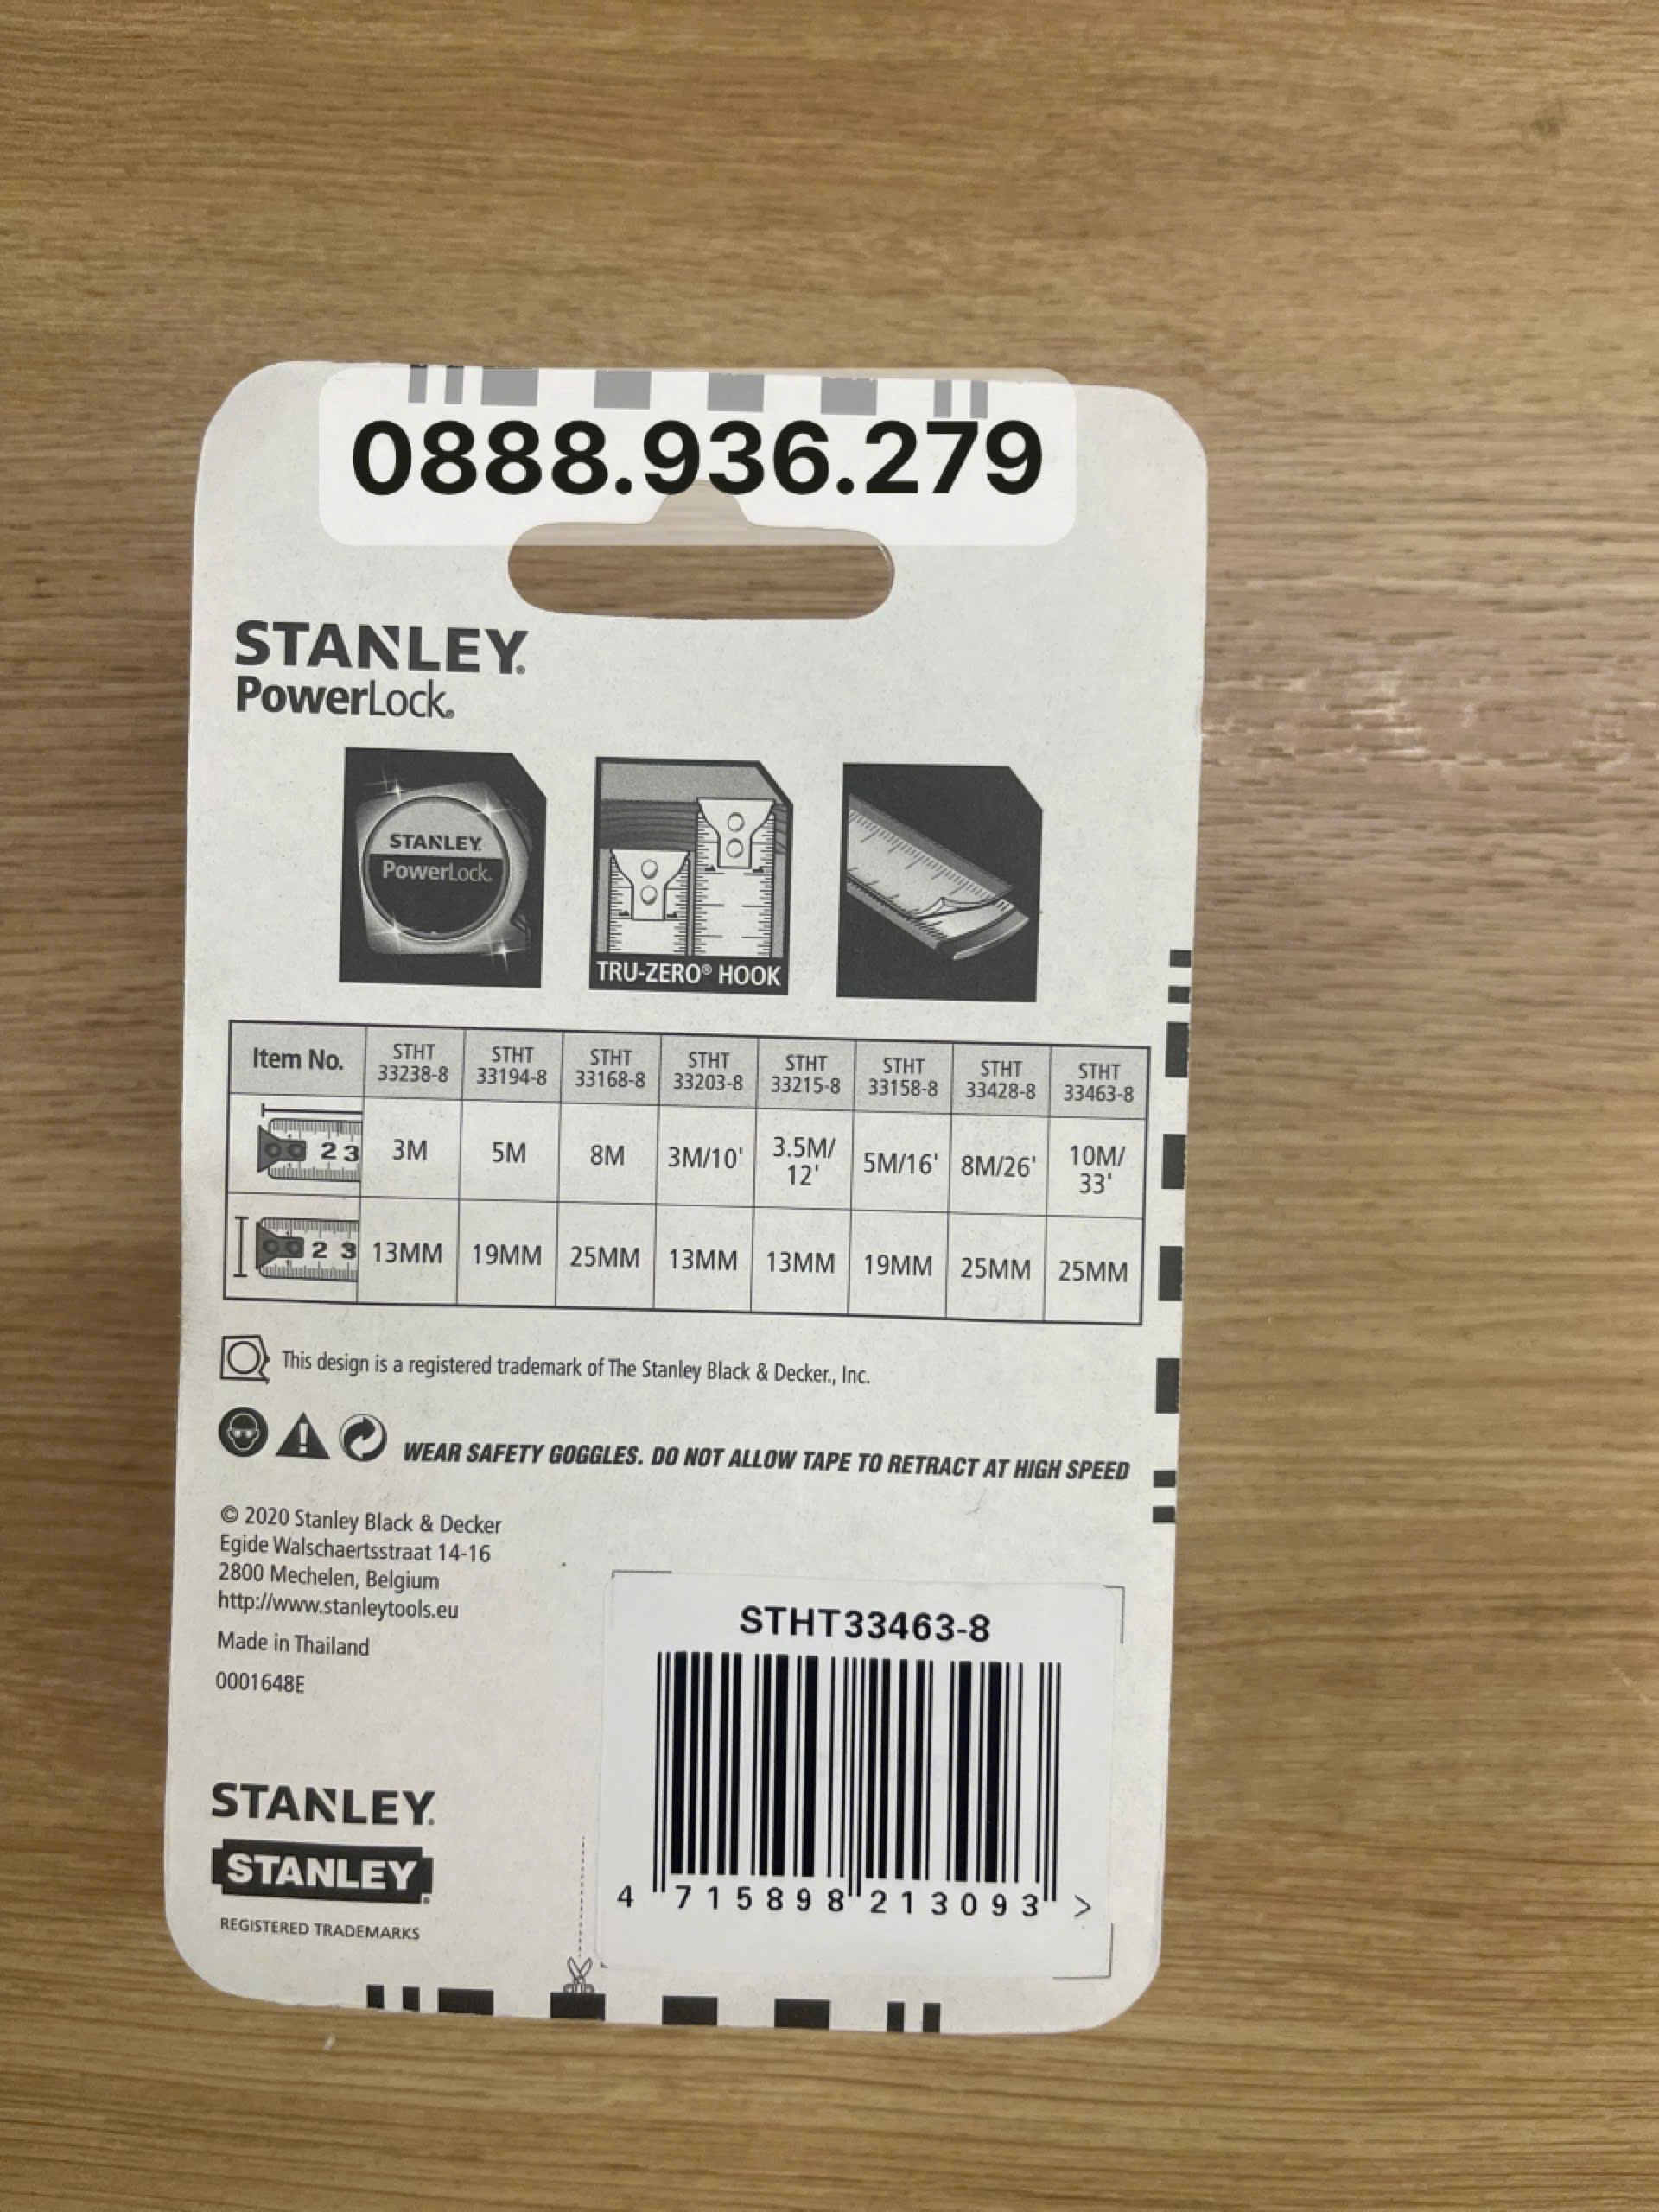 0888.936.279
STANLEY®
PowerLock®
STANLEY
PowerLock®
TRU-ZERO® HOOK
Item No. STHT 33238-8 STHT 33194-8 STHT 33168-8 STHT 33203-8 STHT 33215-8 STHT 33158-8 STHT 33428-8 STHT 33463-8
2 3 3M 5M 8M 3M/10' 3.5M/12' 5M/16' 8M/26' 10M/33'
2 3 13MM 19MM 25MM 13MM 13MM 19MM 25MM 25MM
This design is a registered trademark of The Stanley Black & Decker., Inc.
WEAR SAFETY GOGGLES. DO NOT ALLOW TAPE TO RETRACT AT HIGH SPEED
© 2020 Stanley Black & Decker
Egide Walschaertsstraat 14-16
2800 Mechelen, Belgium
http://www.stanleytools.eu
Made in Thailand
0001648E
STHT33463-8
4 715898 213093 >
STANLEY®
STANLEY®
REGISTERED TRADEMARKS